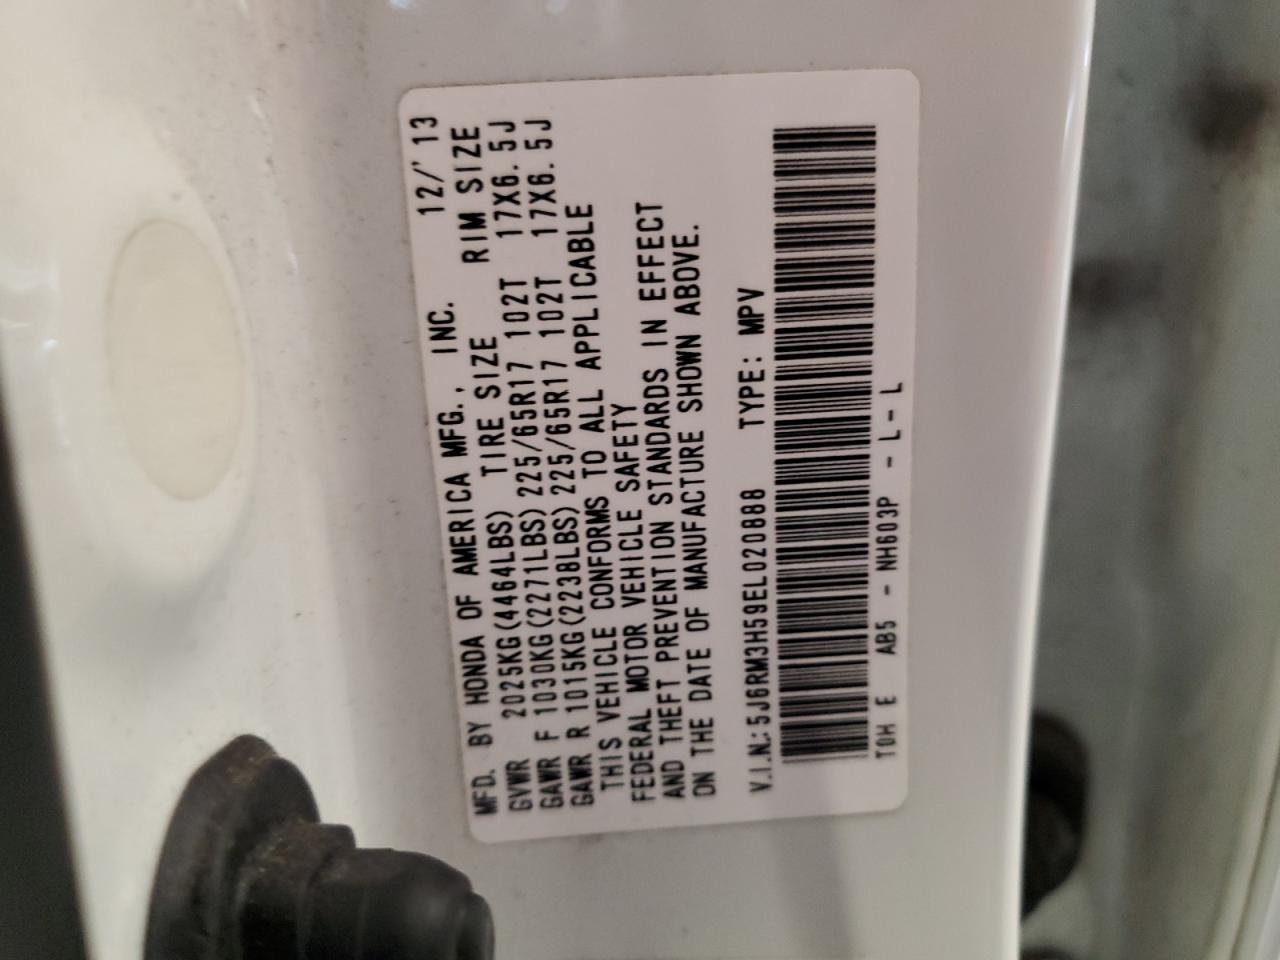 MFD. BY HONDA OF AMERICA MFG., INC. 12/'13
GVWR 2025KG(4464LBS) TIRE SIZE RIM SIZE
GAWR F 1030KG(2271LBS) 225/65R17 102T 17X6.5J
GAWR R 1015KG(2238LBS) 225/65R17 102T 17X6.5J
THIS VEHICLE CONFORMS TO ALL APPLICABLE
FEDERAL MOTOR VEHICLE SAFETY
AND THEFT PREVENTION STANDARDS IN EFFECT
ON THE DATE OF MANUFACTURE SHOWN ABOVE.
V.I.N.: 5J6RM3H59EL020888 TYPE: MPV
T0H E AB5 - NH603P - L-L